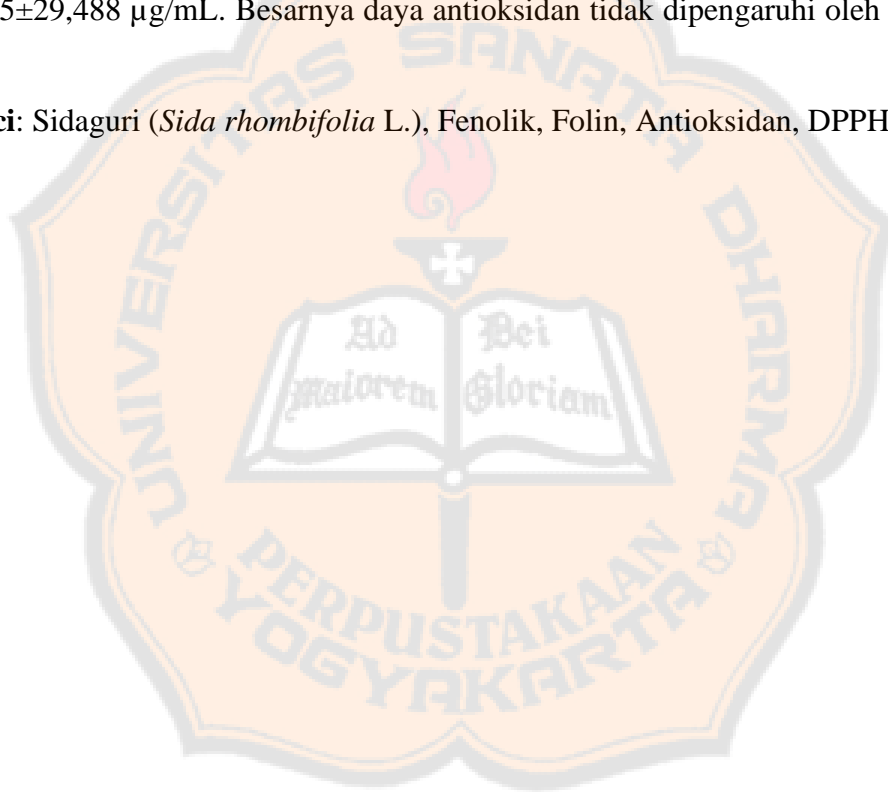 5±29,488 µg/mL. Besarnya daya antioksidan tidak dipengaruhi oleh
ci: Sidaguri (Sida rhombifolia L.), Fenolik, Folin, Antioksidan, DPPH
UNIVERSITAS SANATA DHARMA
Ad Dei
Maiorem Gloriam
PERPUSTAKAAN
YOGYAKARTA